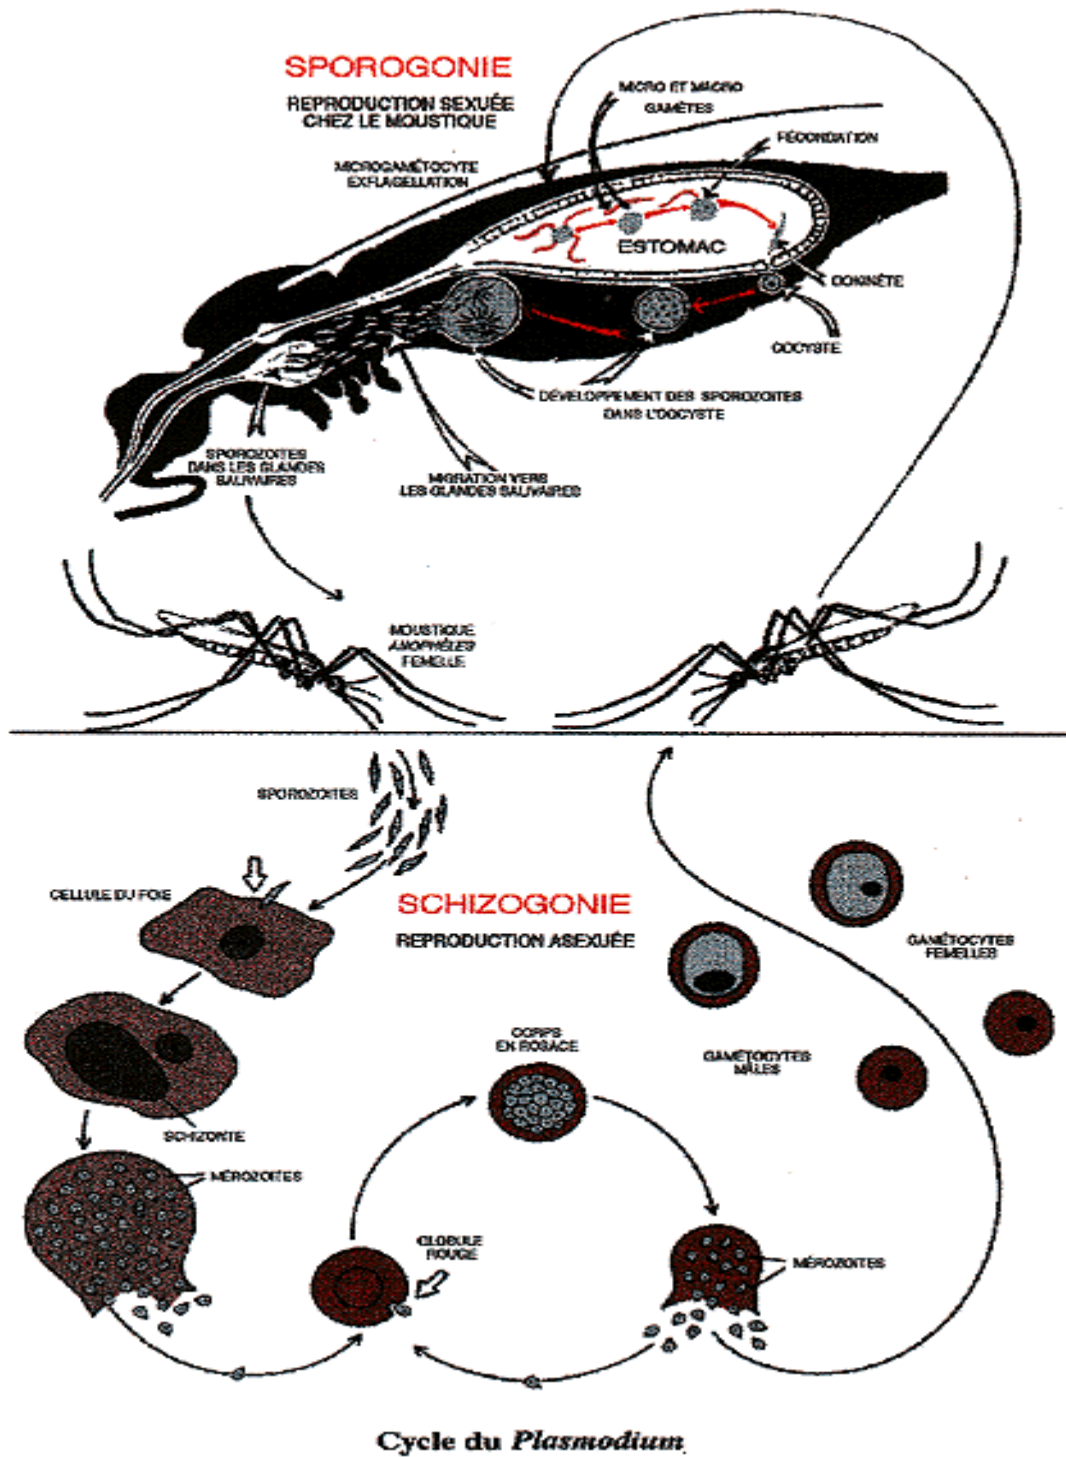 SPOROGONIE
REPRODUCTION SEXUÉE
CHEZ LE MOUSTIQUE
MICRO ET MACRO
GAMÈTES
FÉCONDATION
MICROGAMÉTOCYTE
EXFLAGELLATION
ESTOMAC
OOKINÈTE
OOCYSTE
DÉVELOPPEMENT DES SPOROZOITES
DANS L'OOCYSTE
SPOROZOITES
DANS LES GLANDES
SALIVAIRES
MIGRATION VERS
LES GLANDES SALIVAIRES
MOUSTIQUE
ANOPHÈLES
FEMELLE
SPOROZOITES
CELLULE DU FOIE
SCHIZOGONIE
REPRODUCTION ASEXUÉE
GAMÉTOCYTES
FEMELLES
CORPS
EN ROSACE
GAMÉTOCYTES
MÂLES
SCHIZONTE
MÉROZOITES
GLOBULE
ROUGE
MÉROZOITES
Cycle du Plasmodium